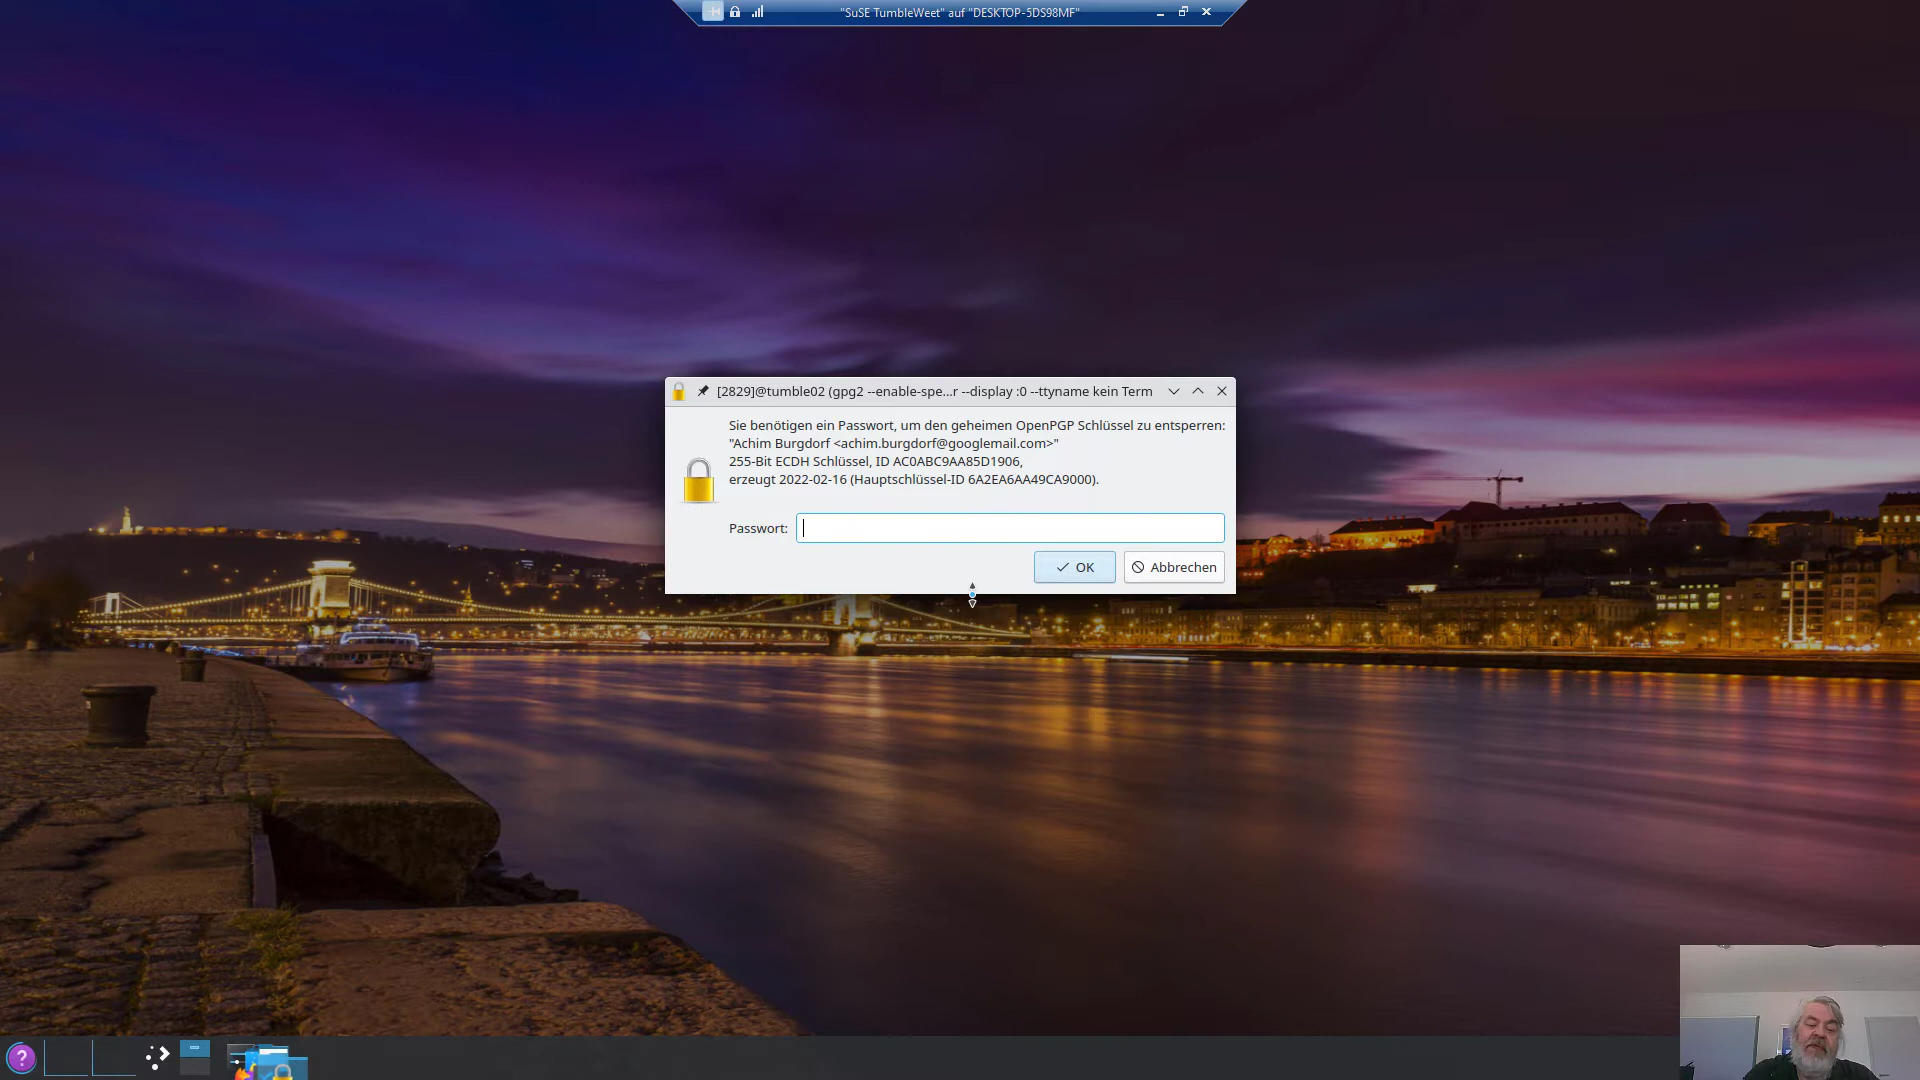 "SuSE TumbleWeet" auf "DESKTOP-5DS98MF"
[2829]@tumble02 (gpg2 --enable-spe...r --display :0 --ttyname kein Term
Sie benötigen ein Passwort, um den geheimen OpenPGP Schlüssel zu entsperren:
"Achim Burgdorf <achim.burgdorf@googlemail.com>"
255-Bit ECDH Schlüssel, ID AC0ABC9AA85D1906,
erzeugt 2022-02-16 (Hauptschlüssel-ID 6A2EA6AA49CA9000).
Passwort:
OK
Abbrechen